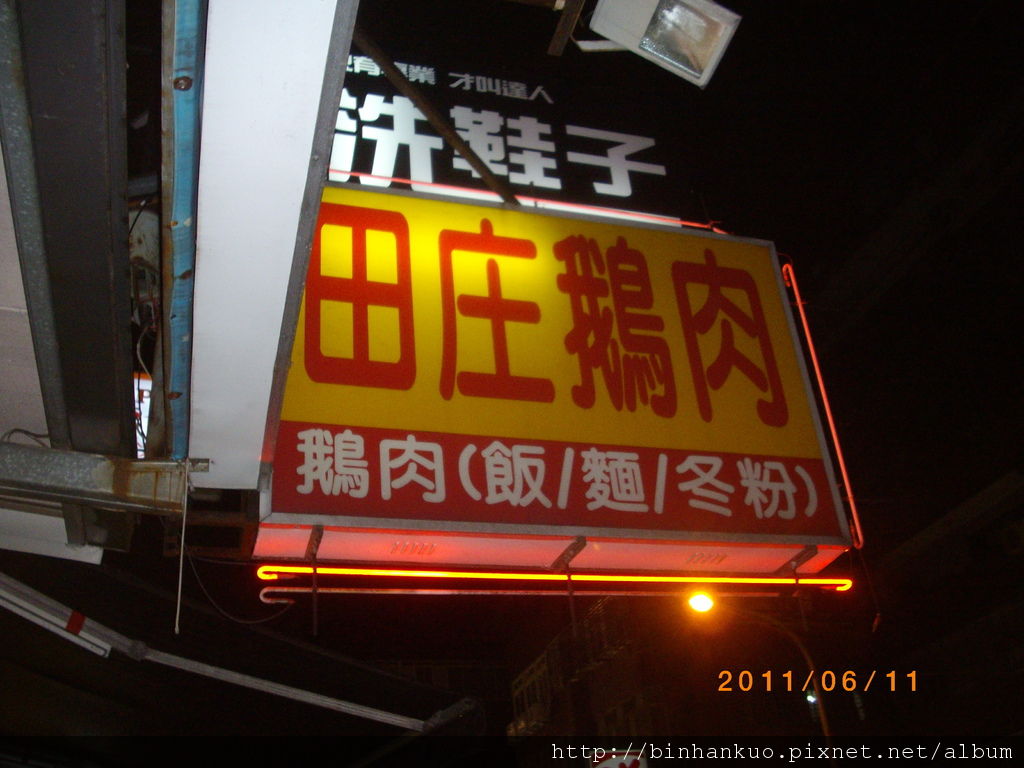 才叫達人
洗鞋子
田庄鵝肉
鵝肉(飯/麵/冬粉)
2011/06/11
http://binhankuo.pixnet.net/album